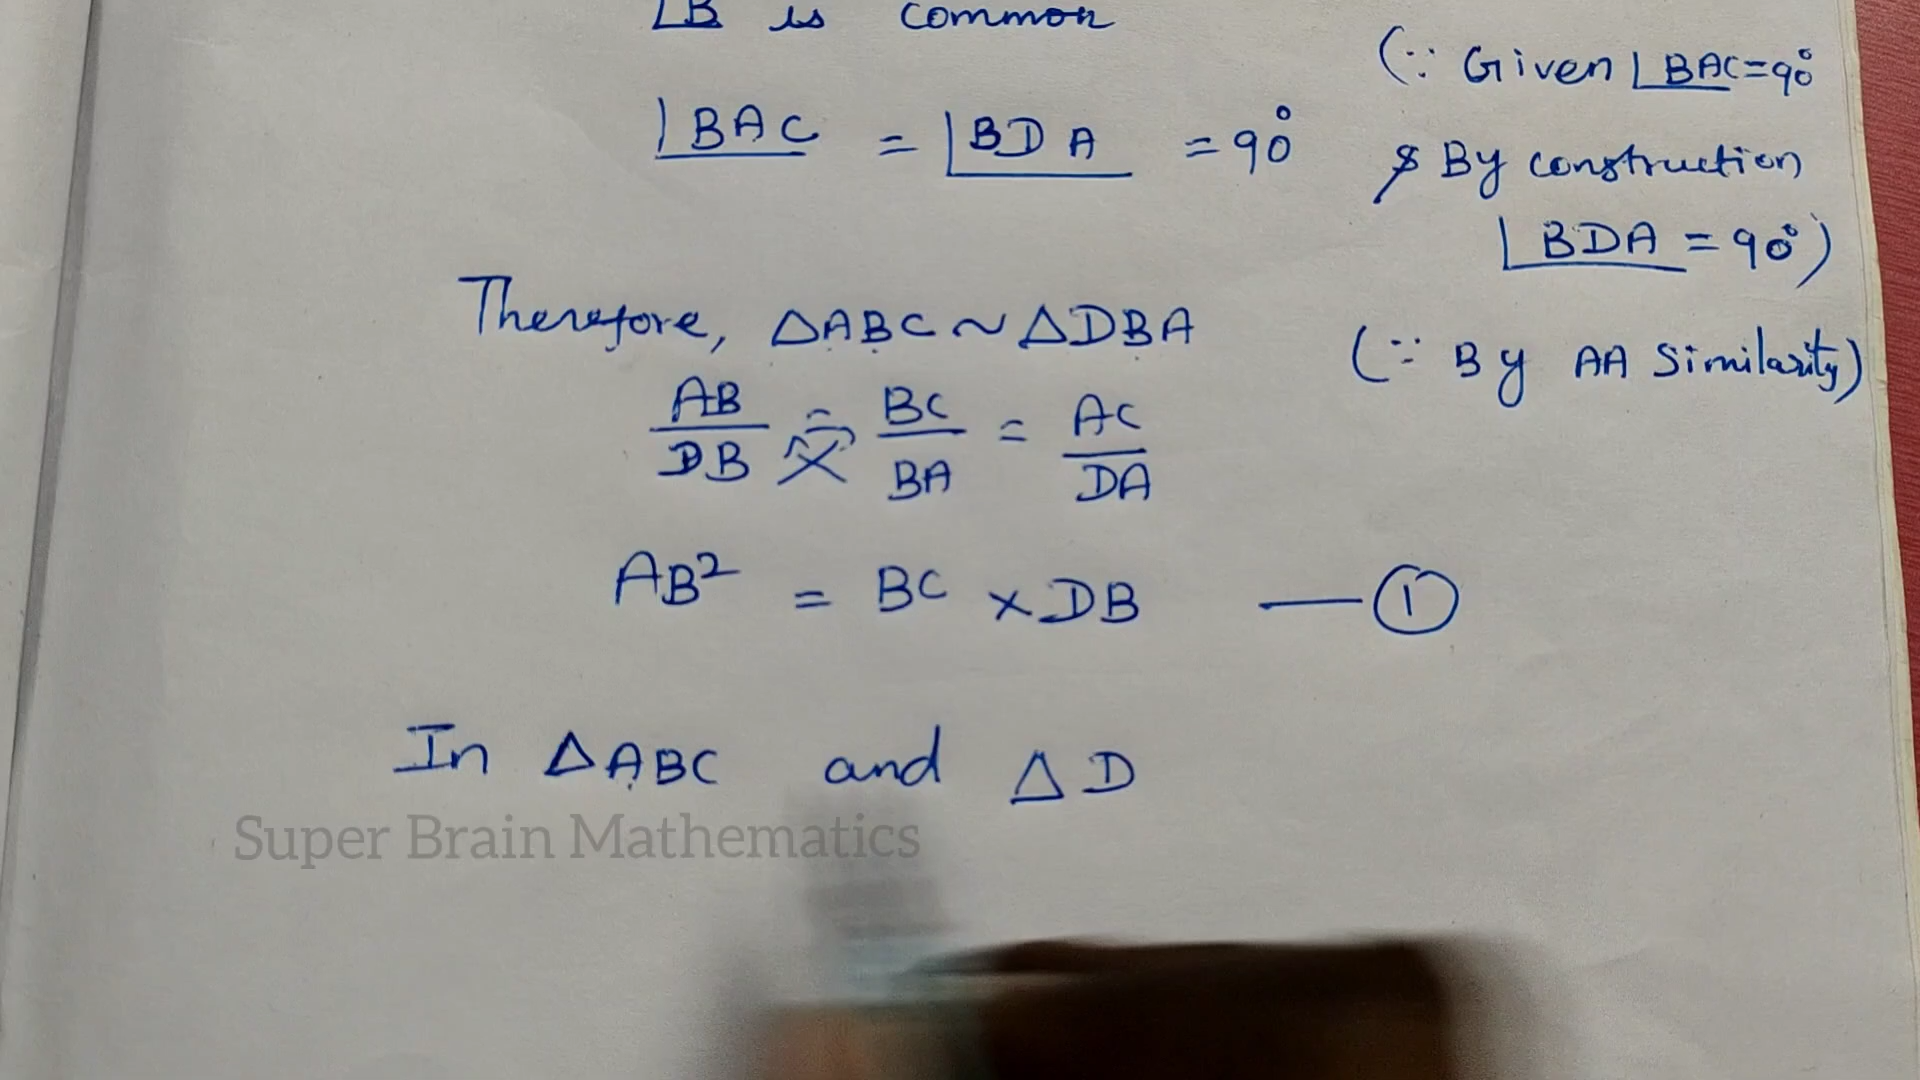 ∠B is common
(∵ Given ∠BAC=90°
∠BAC = ∠BDA = 90°
& By construction
∠BDA = 90°)
Therefore, △ABC ~ △DBA
(∵ By AA Similarity)
AB/DB = BC/BA = AC/DA
AB² = BC × DB — ①
In △ABC and △D
Super Brain Mathematics